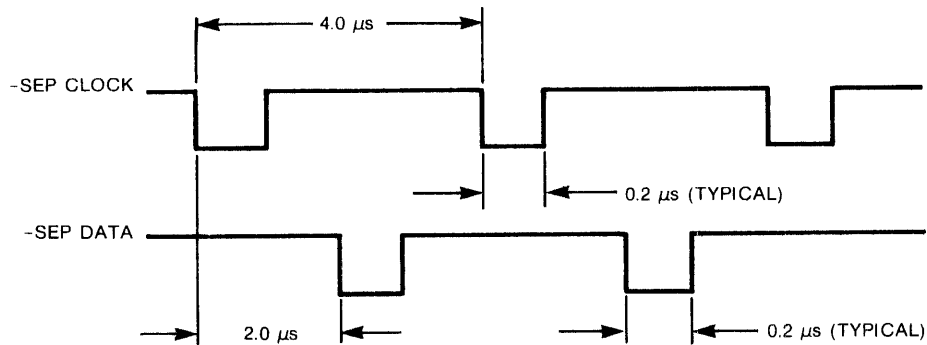 4.0 μs
-SEP CLOCK
0.2 μs (TYPICAL)
-SEP DATA
2.0 μs
0.2 μs (TYPICAL)